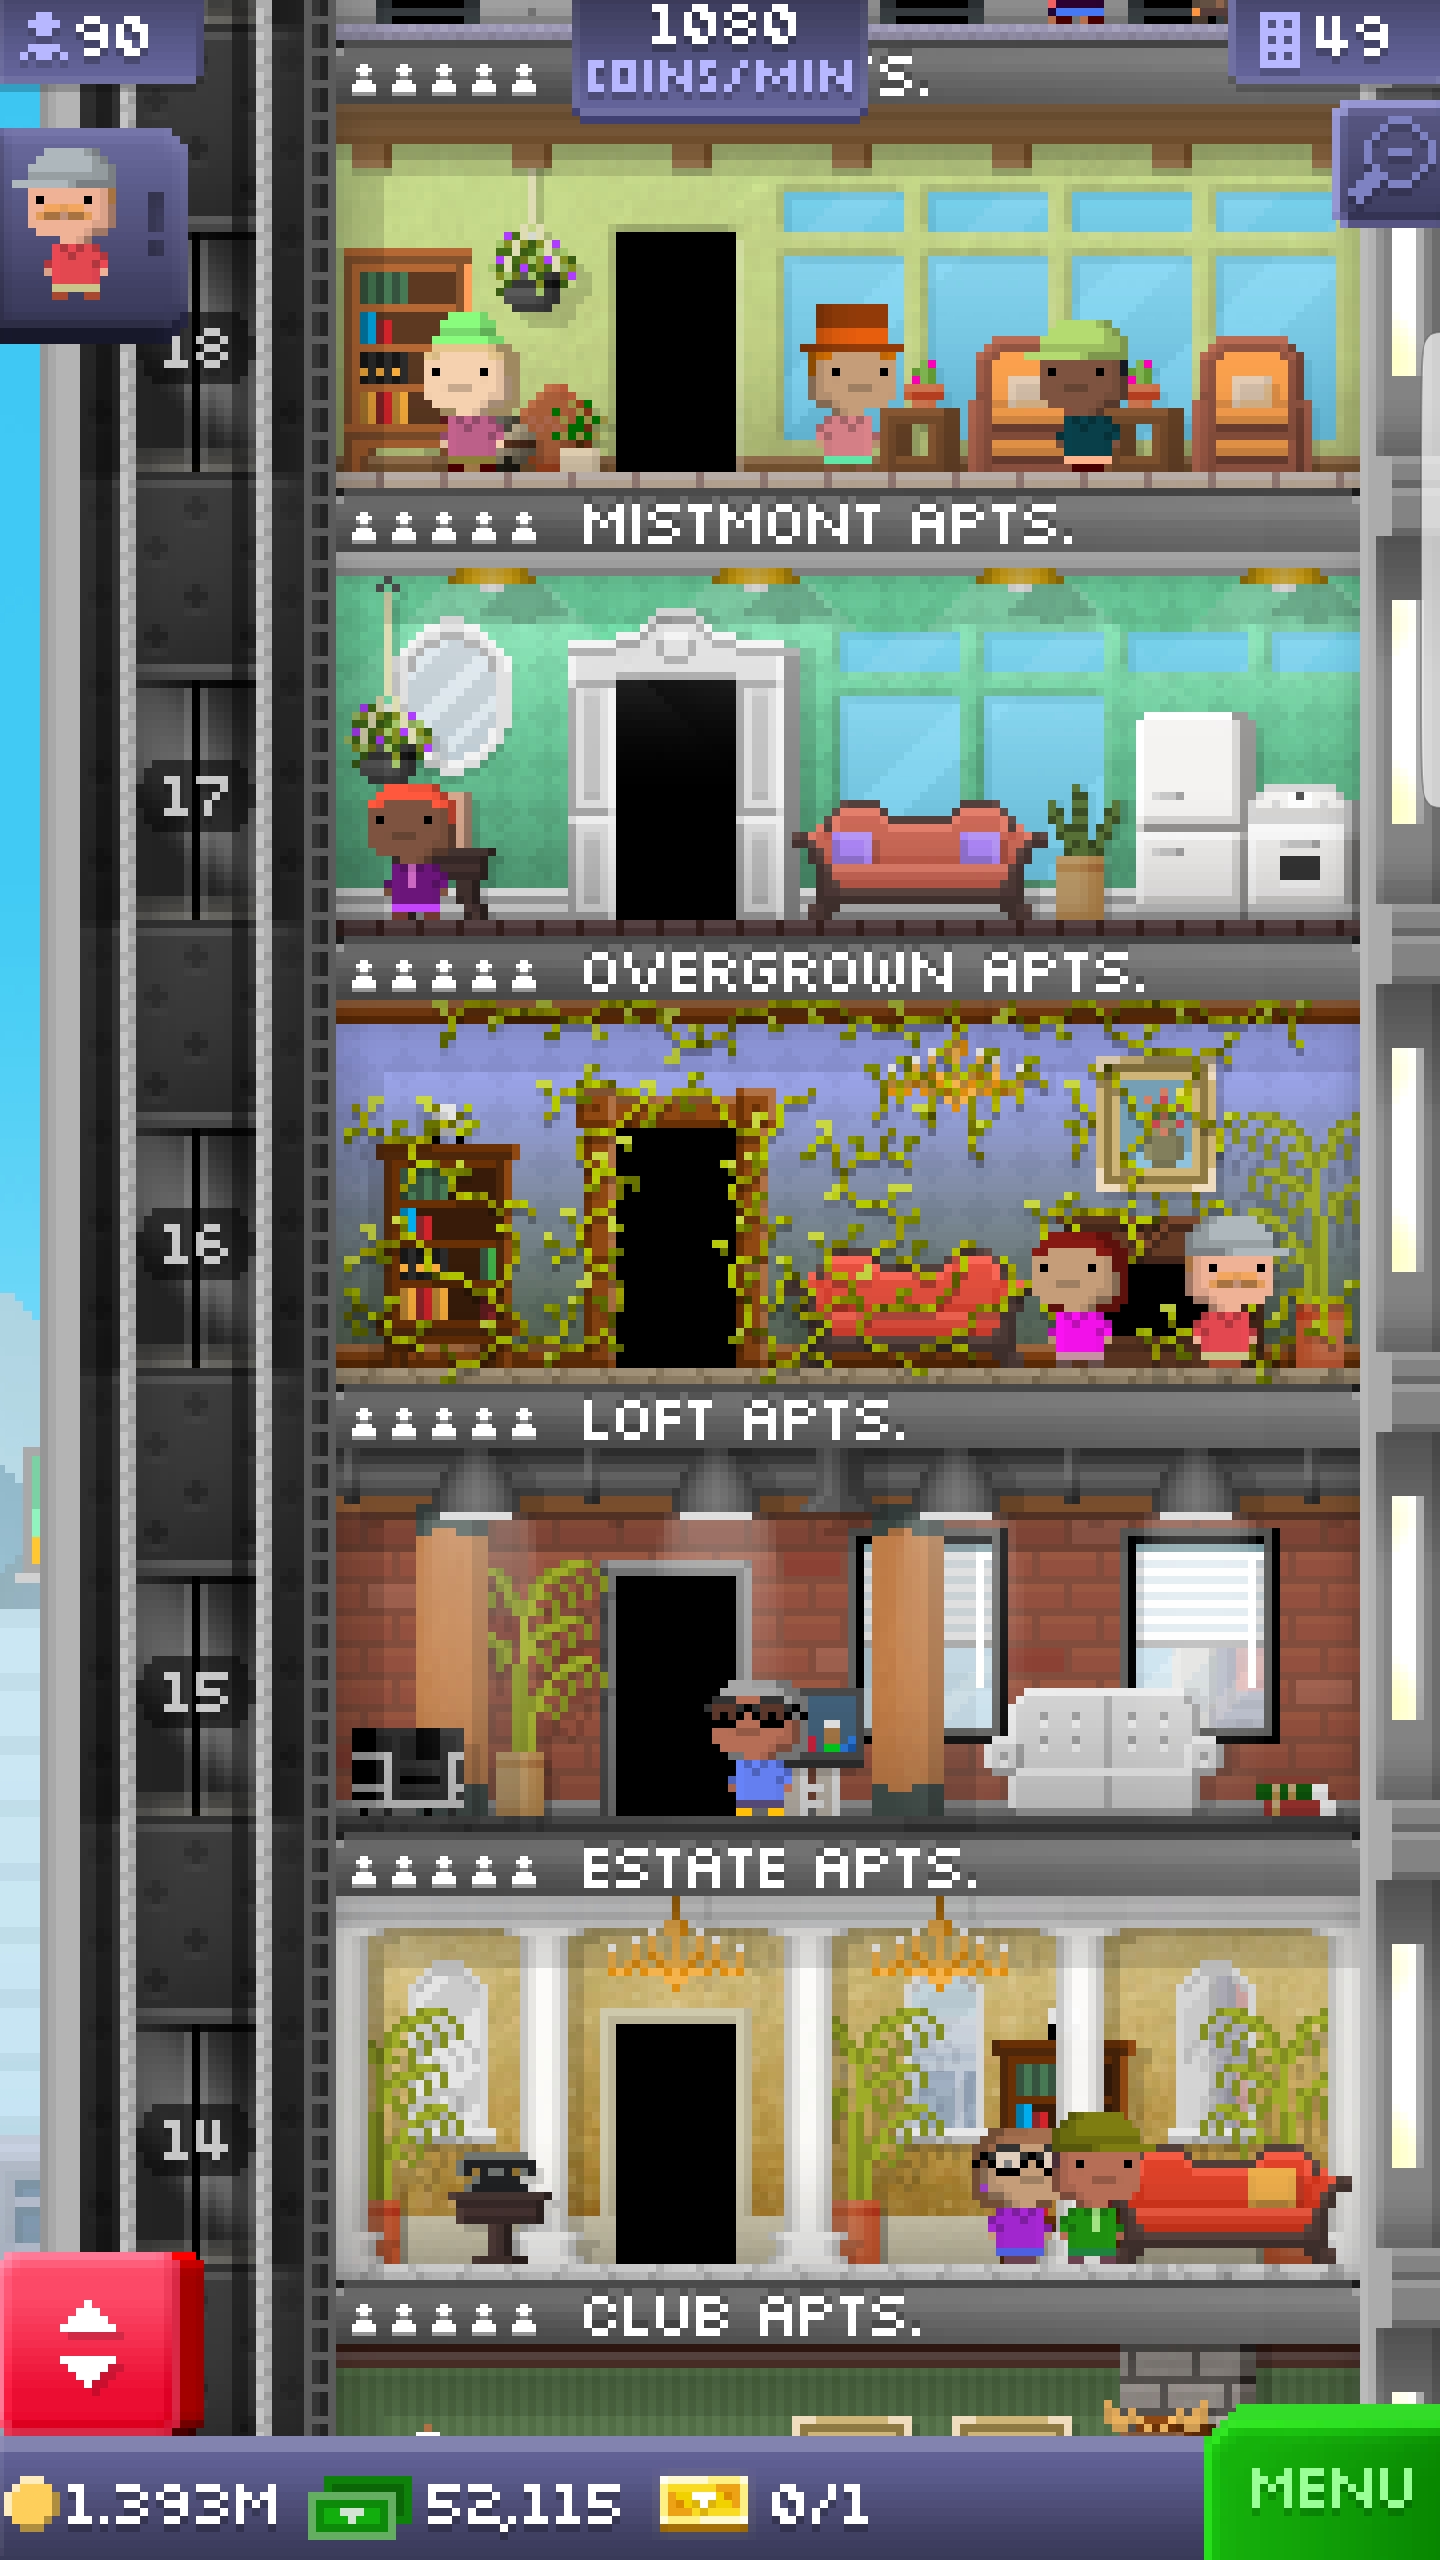 90
1080
COINS/MIN
49
S.
!
18
MISTMONT APTS.
17
OVERGROWN APTS.
16
LOFT APTS.
15
ESTATE APTS.
14
CLUB APTS.
1.393M
52,115
0/1
MENU